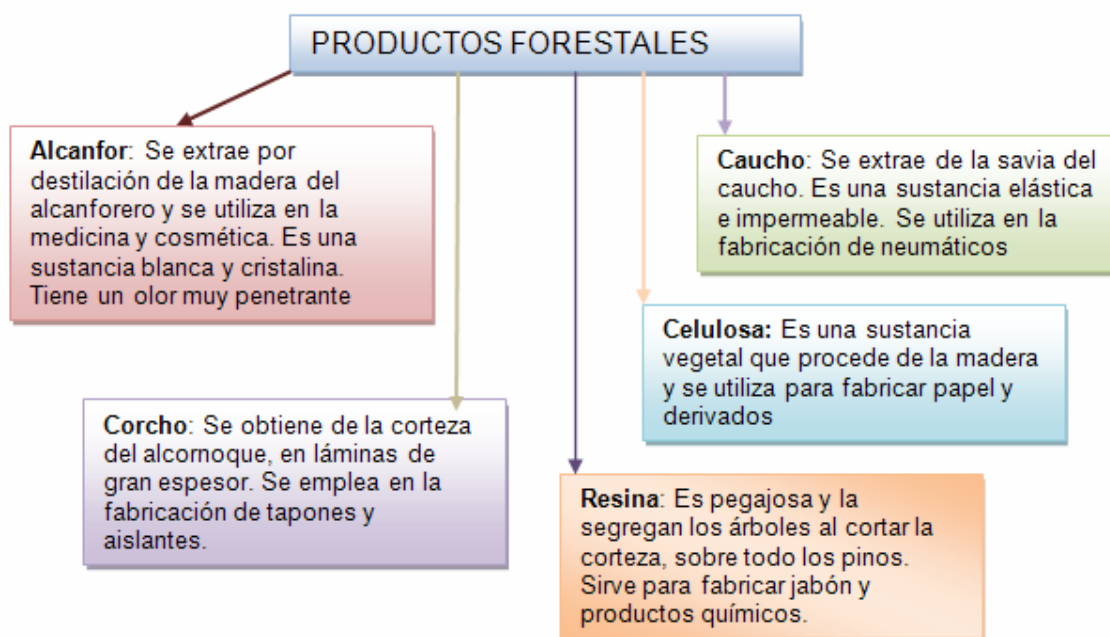 PRODUCTOS FORESTALES
Alcanfor: Se extrae por
destilación de la madera del
alcanforero y se utiliza en la
medicina y cosmética. Es una
sustancia blanca y cristalina.
Tiene un olor muy penetrante
Caucho: Se extrae de la savia del
caucho. Es una sustancia elástica
e impermeable. Se utiliza en la
fabricación de neumáticos
Celulosa: Es una sustancia
vegetal que procede de la madera
y se utiliza para fabricar papel y
derivados
Corcho: Se obtiene de la corteza
del alcornoque, en láminas de
gran espesor. Se emplea en la
fabricación de tapones y
aislantes.
Resina: Es pegajosa y la
segregan los árboles al cortar la
corteza, sobre todo los pinos.
Sirve para fabricar jabón y
productos químicos.